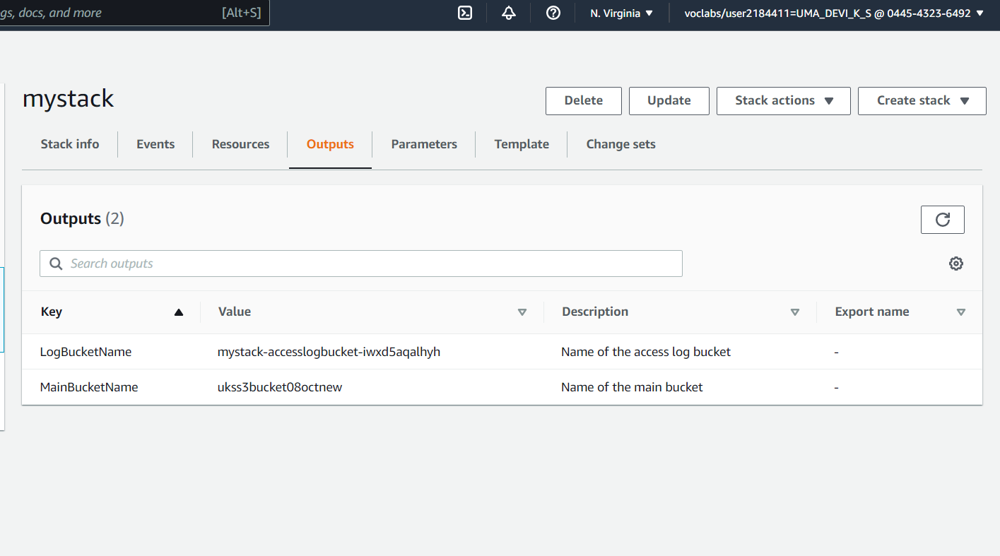 gs, docs, and more [Alt+S] N. Virginia voclabs/user2184411=UMA_DEVI_K_S @ 0445-4323-6492
mystack
Delete Update Stack actions Create stack
Stack info Events Resources Outputs Parameters Template Change sets
Outputs (2)
Search outputs
Key Value Description Export name
LogBucketName mystack-accesslogbucket-iwxd5aqalhyh Name of the access log bucket -
MainBucketName ukss3bucket08octnew Name of the main bucket -